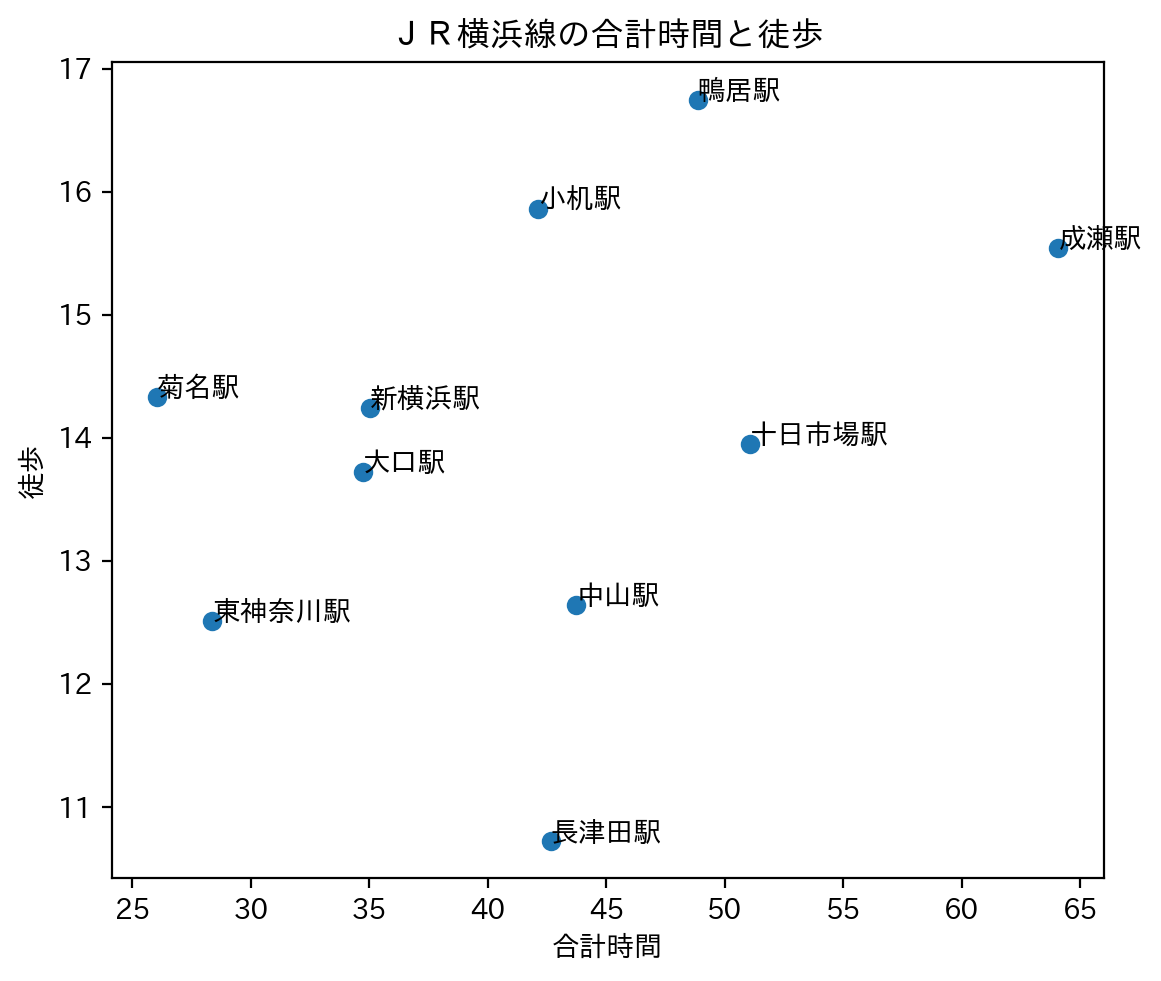 ＪＲ横浜線の合計時間と徒歩
17
鴨居駅
16
小机駅
成瀬駅
15
菊名駅
新横浜駅
14
十日市場駅
大口駅
徒歩
13
中山駅
東神奈川駅
12
11
長津田駅
25 30 35 40 45 50 55 60 65
合計時間